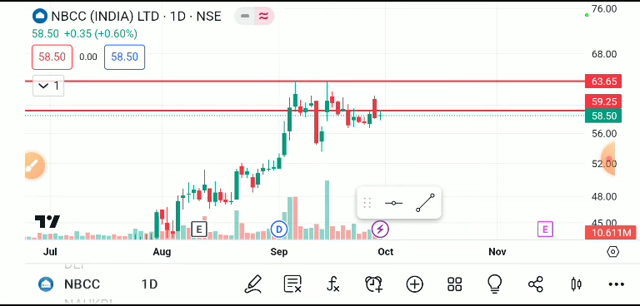 NBCC (INDIA) LTD · 1D · NSE
76.00
58.50 +0.35 (+0.60%)
58.50 0.00 58.50
68.00
1
63.65
59.25
58.50
56.00
52.00
48.00
45.00
E D E
10.611M
Jul Aug Sep Oct Nov
NBCC 1D